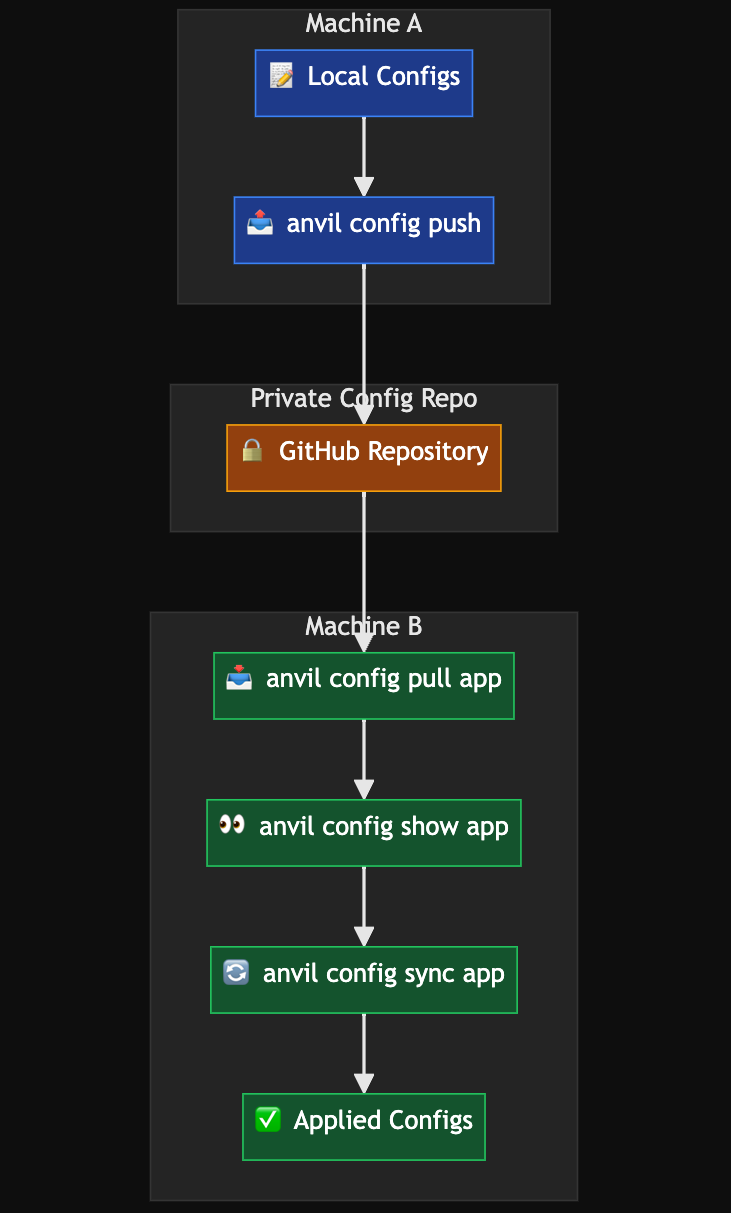 Machine A
📝 Local Configs
📤 anvil config push
Private Config Repo
🔒 GitHub Repository
Machine B
📥 anvil config pull app
👀 anvil config show app
🔄 anvil config sync app
✅ Applied Configs